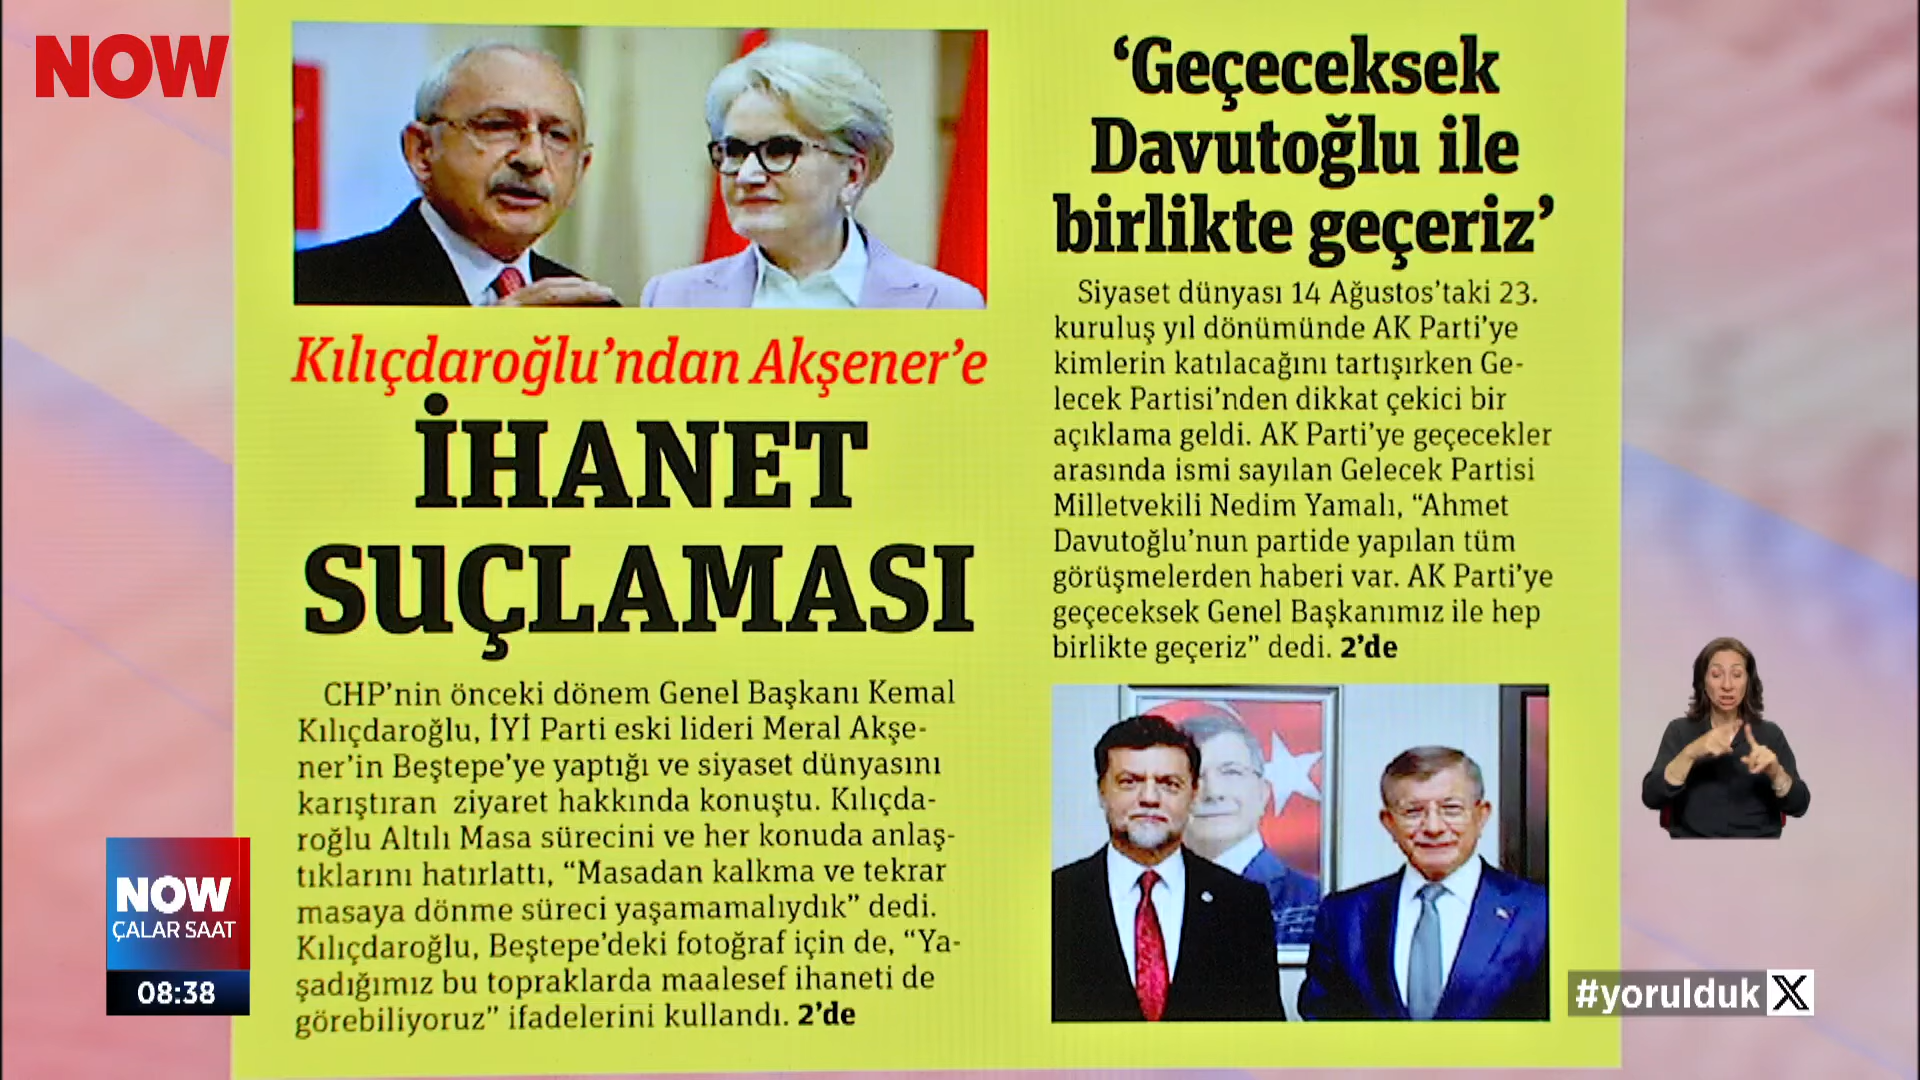 NOW
Kılıçdaroğlu’ndan Akşener’e
İHANET
SUÇLAMASI
CHP’nin önceki dönem Genel Başkanı Kemal
Kılıçdaroğlu, İYİ Parti eski lideri Meral Akşe-
ner’in Beştepe’ye yaptığı ve siyaset dünyasını
karıştıran ziyaret hakkında konuştu. Kılıçda-
roğlu Altılı Masa sürecini ve her konuda anlaş-
tıklarını hatırlattı, “Masadan kalkma ve tekrar
masaya dönme süreci yaşamamalıydık” dedi.
Kılıçdaroğlu, Beştepe’deki fotoğraf için de, “Ya-
şadığımız bu topraklarda maalesef ihaneti de
görebiliyoruz” ifadelerini kullandı. 2’de
‘Geçeceksek
Davutoğlu ile
birlikte geçeriz’
Siyaset dünyası 14 Ağustos’taki 23.
kuruluş yıl dönümünde AK Parti’ye
kimlerin katılacağını tartışırken Ge-
lecek Partisi’nden dikkat çekici bir
açıklama geldi. AK Parti’ye geçecekler
arasında ismi sayılan Gelecek Partisi
Milletvekili Nedim Yamalı, “Ahmet
Davutoğlu’nun partide yapılan tüm
görüşmelerden haberi var. AK Parti’ye
geçeceksek Genel Başkanımız ile hep
birlikte geçeriz” dedi. 2’de
NOW
ÇALAR SAAT
08:38
#yorulduk X